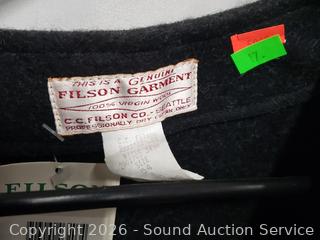 THIS IS A GENUINE
FILSON GARMENT
100% VIRGIN WOOL
C.C. FILSON CO. - SEATTLE
PROFESSIONALLY DRY CLEAN ONLY
17.
FILSON
Copyright 2026 - Sound Auction Service